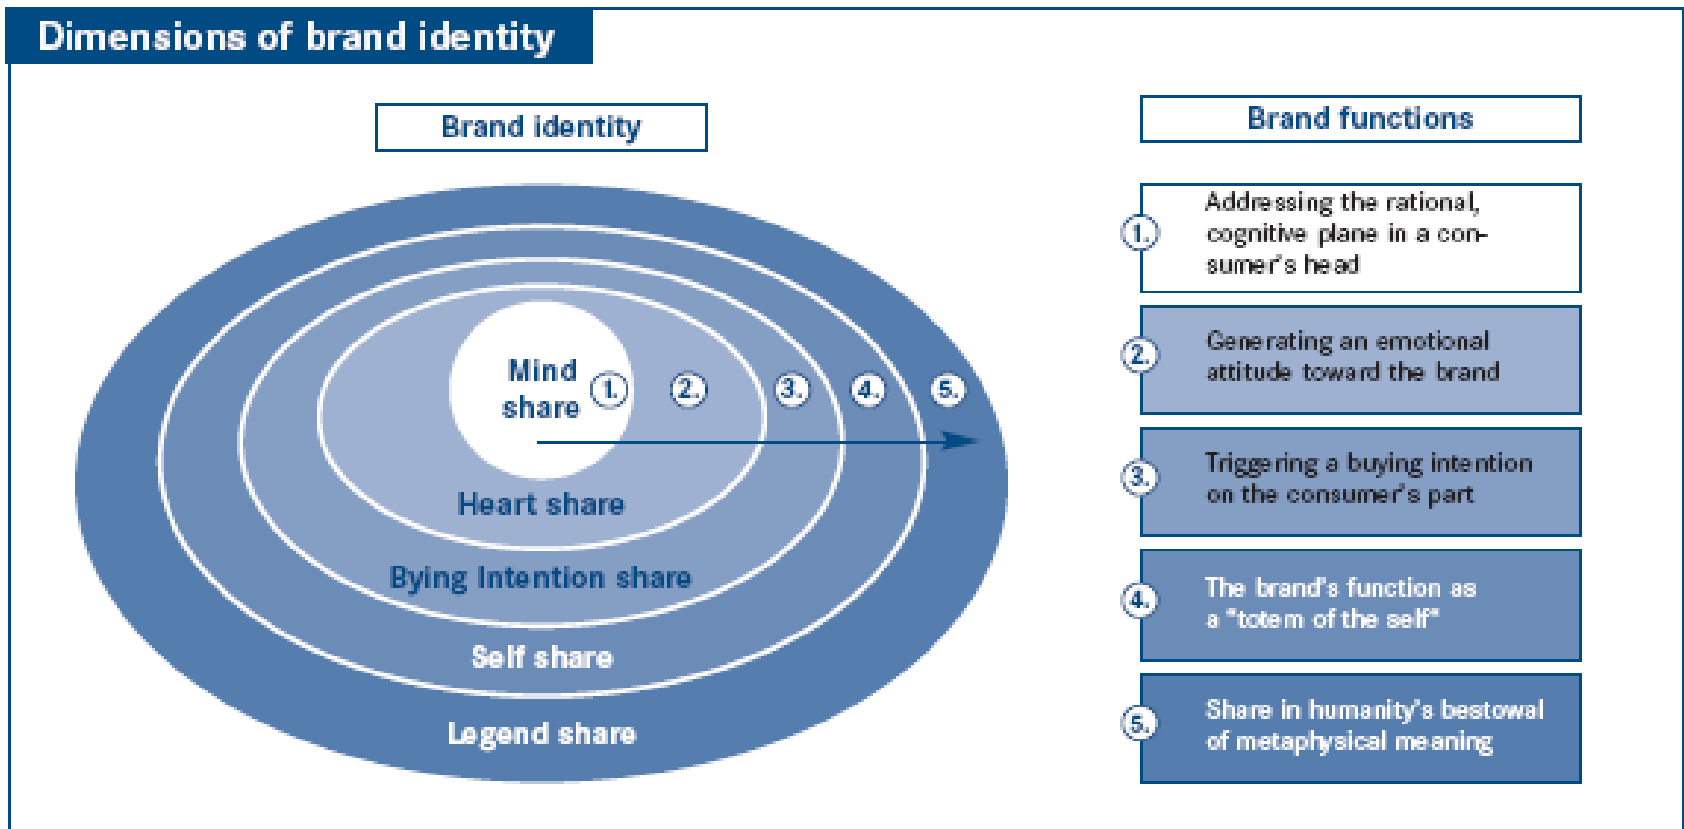 Dimensions of brand identity
Brand identity
Mind
share
1.
2.
3.
4.
5.
Heart share
Bying Intention share
Self share
Legend share
Brand functions
1.
Addressing the rational,
cognitive plane in a con-
sumer's head
2.
Generating an emotional
attitude toward the brand
3.
Triggering a buying intention
on the consumer's part
4.
The brand's function as
a "totem of the self"
5.
Share in humanity's bestowal
of metaphysical meaning